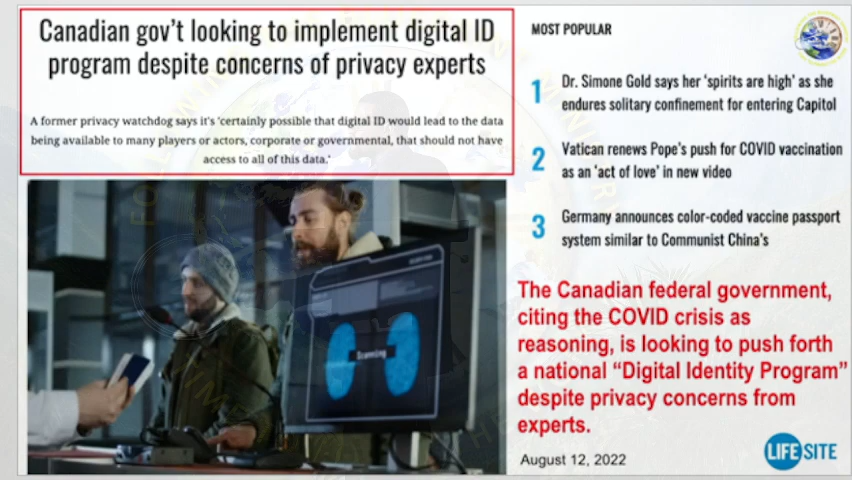 Canadian gov't looking to implement digital ID
program despite concerns of privacy experts
A former privacy watchdog says it's 'certainly possible that digital ID would lead to the data
being available to many players or actors, corporate or governmental, that should not have
access to all of this data.'
Scanning
MOST POPULAR
1 Dr. Simone Gold says her 'spirits are high' as she
endures solitary confinement for entering Capitol
2 Vatican renews Pope's push for COVID vaccination
as an 'act of love' in new video
3 Germany announces color-coded vaccine passport
system similar to Communist China's
The Canadian federal government,
citing the COVID crisis as
reasoning, is looking to push forth
a national “Digital Identity Program”
despite privacy concerns from
experts.
August 12, 2022
LIFESITE